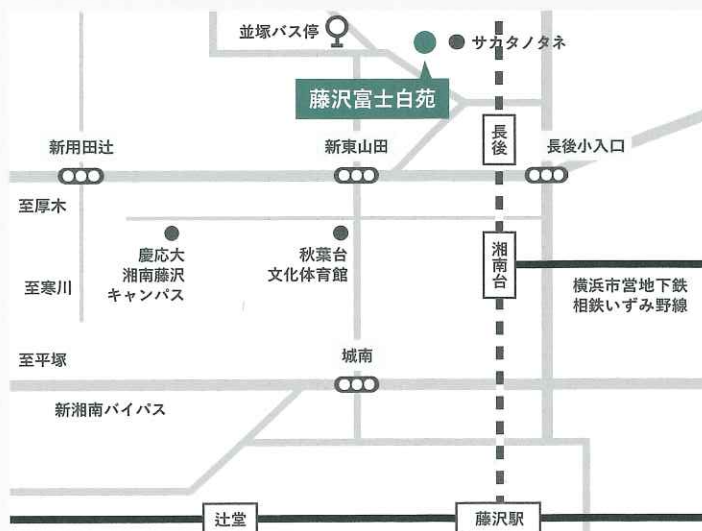 並塚バス停
サカタノタネ
藤沢富士白苑
長後
新用田辻
新東山田
長後小入口
至厚木
慶応大
湘南藤沢
キャンパス
秋葉台
文化体育館
湘南台
至寒川
横浜市営地下鉄
相鉄いずみ野線
至平塚
城南
新湘南バイパス
辻堂
藤沢駅